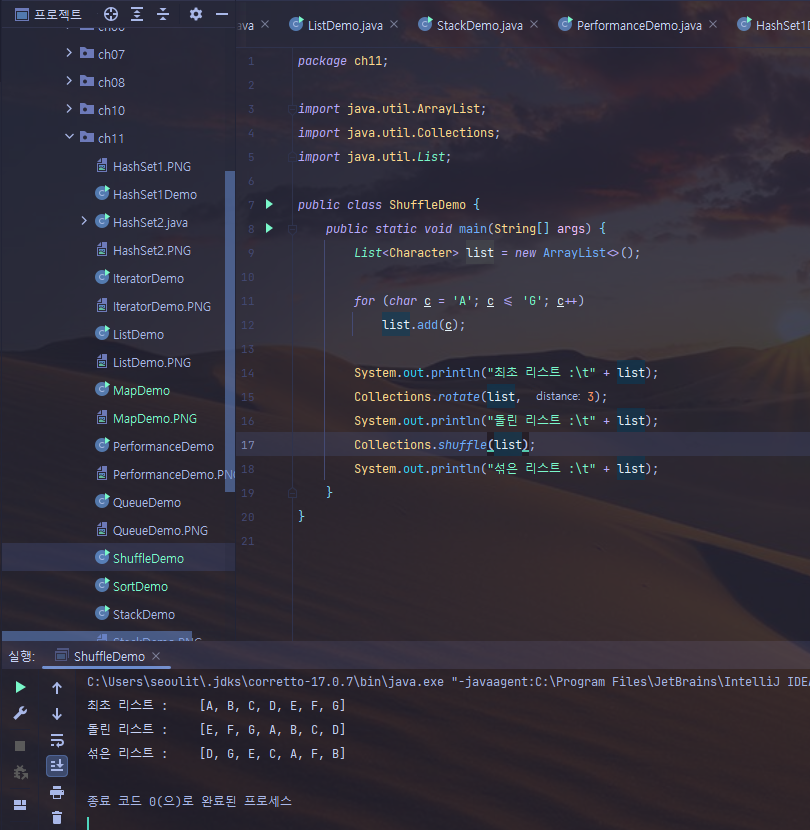 프로젝트
ava
ListDemo.java
StackDemo.java
PerformanceDemo.java
HashSet1D
ch06
ch07
ch08
ch10
ch11
HashSet1.PNG
HashSet1Demo
HashSet2.java
HashSet2.PNG
IteratorDemo
IteratorDemo.PNG
ListDemo
ListDemo.PNG
MapDemo
MapDemo.PNG
PerformanceDemo
PerformanceDemo.PNG
QueueDemo
QueueDemo.PNG
ShuffleDemo
SortDemo
StackDemo
StackDemo.PNG
1 package ch11;
2
3 import java.util.ArrayList;
4 import java.util.Collections;
5 import java.util.List;
6
7 public class ShuffleDemo {
8 public static void main(String[] args) {
9 List<Character> list = new ArrayList<>();
10
11 for (char c = 'A'; c <= 'G'; c++)
12 list.add(c);
13
14 System.out.println("최초 리스트 :\t" + list);
15 Collections.rotate(list, distance: 3);
16 System.out.println("돌린 리스트 :\t" + list);
17 Collections.shuffle(list);
18 System.out.println("섞은 리스트 :\t" + list);
19 }
20 }
21
실행: ShuffleDemo
C:\Users\seoulit\.jdks\corretto-17.0.7\bin\java.exe "-javaagent:C:\Program Files\JetBrains\IntelliJ IDEA
최초 리스트 : [A, B, C, D, E, F, G]
돌린 리스트 : [E, F, G, A, B, C, D]
섞은 리스트 : [D, G, E, C, A, F, B]
종료 코드 0(으)로 완료된 프로세스